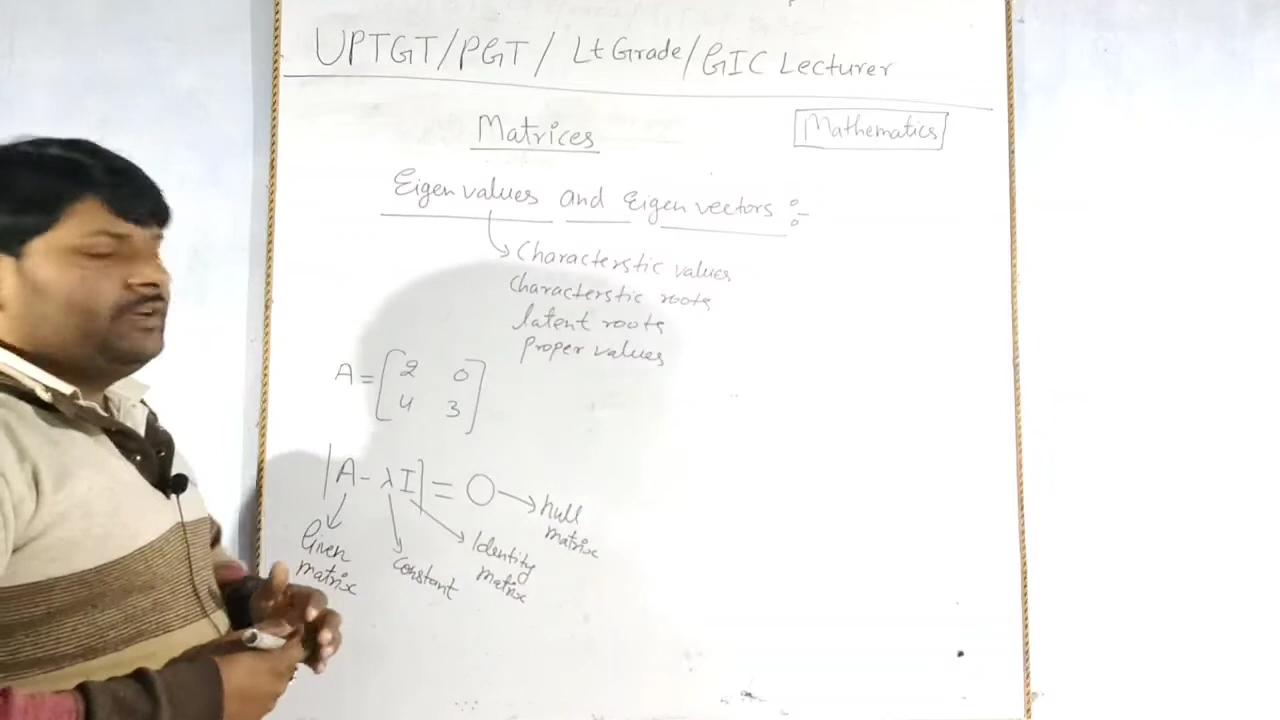 UPTGT/PGT/ Lt Grade/GIC Lecturer
Matrices
Mathematics
Eigen values and Eigen vectors :-
Characterstic values
Characterstic roots
latent roots
Proper values
A = [2 0
4 3]
|A - λI| = O → null matrix
Given matrix
Constant
Identity matrix